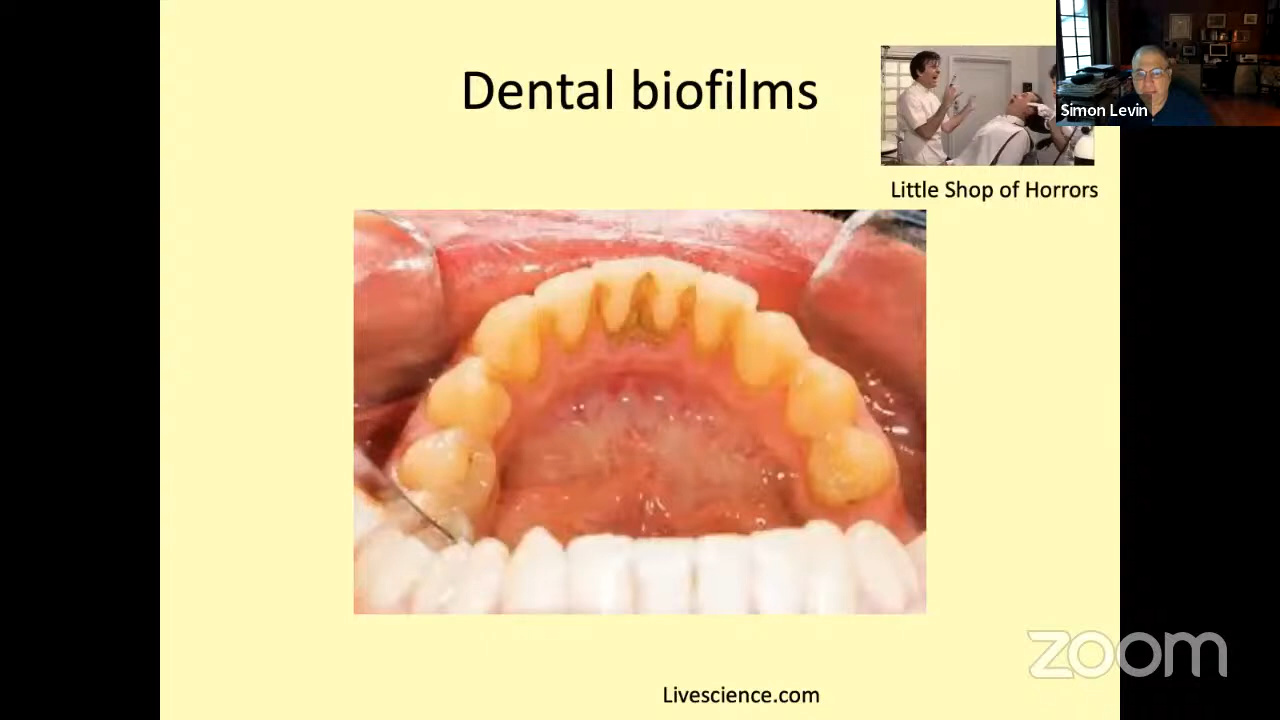 Dental biofilms
Simon Levin
Little Shop of Horrors
zoom
Livescience.com